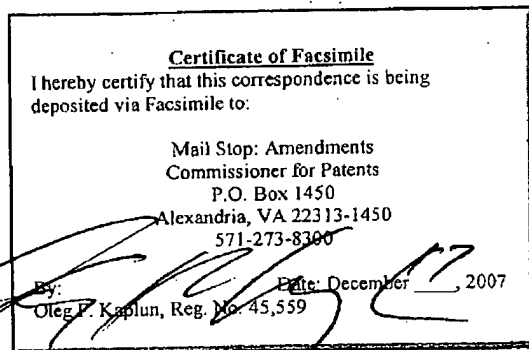 Certificate of Facsimile
I hereby certify that this correspondence is being
deposited via Facsimile to:
Mail Stop: Amendments
Commissioner for Patents
P.O. Box 1450
Alexandria, VA 22313-1450
571-273-8300
By: Date: December ____, 2007
Oleg F. Kaplun, Reg. No. 45,559